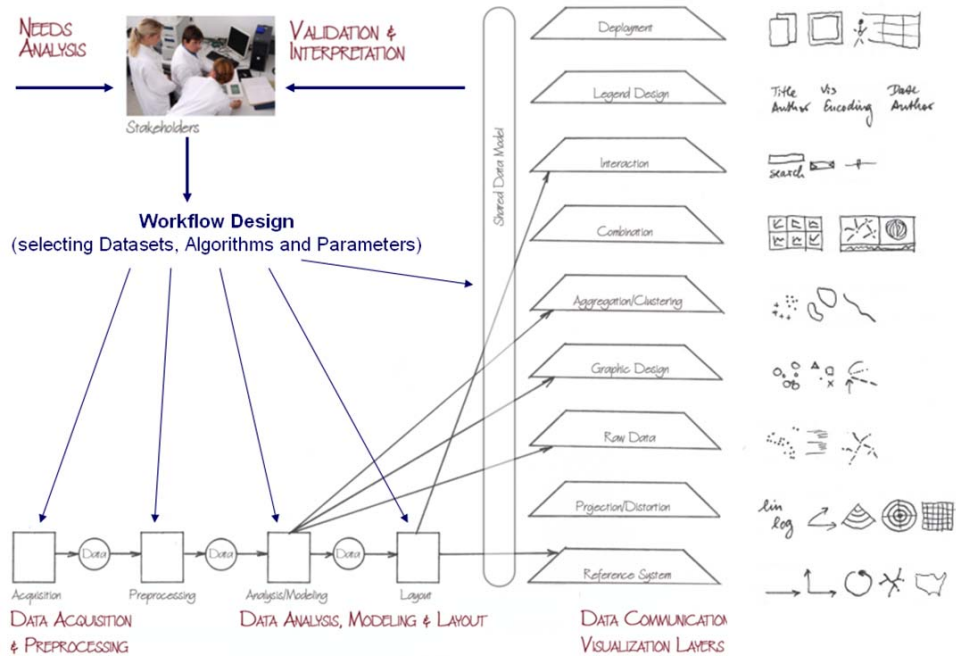 NEEDS
ANALYSIS
VALIDATION &
INTERPRETATION
Stakeholders
Workflow Design
(selecting Datasets, Algorithms and Parameters)
Shared Data Model
Deployment
Legend Design
Title Vis Date
Author Encoding Author
Interaction
search
Combination
Aggregation/Clustering
Graphic Design
Raw Data
Projection/Distortion
lin
log
Reference System
Data
Data
Data
Acquisition
Preprocessing
Analysis/Modeling
Layout
DATA ACQUISITION
& PREPROCESSING
DATA ANALYSIS, MODELING & LAYOUT
DATA COMMUNICATION
VISUALIZATION LAYERS